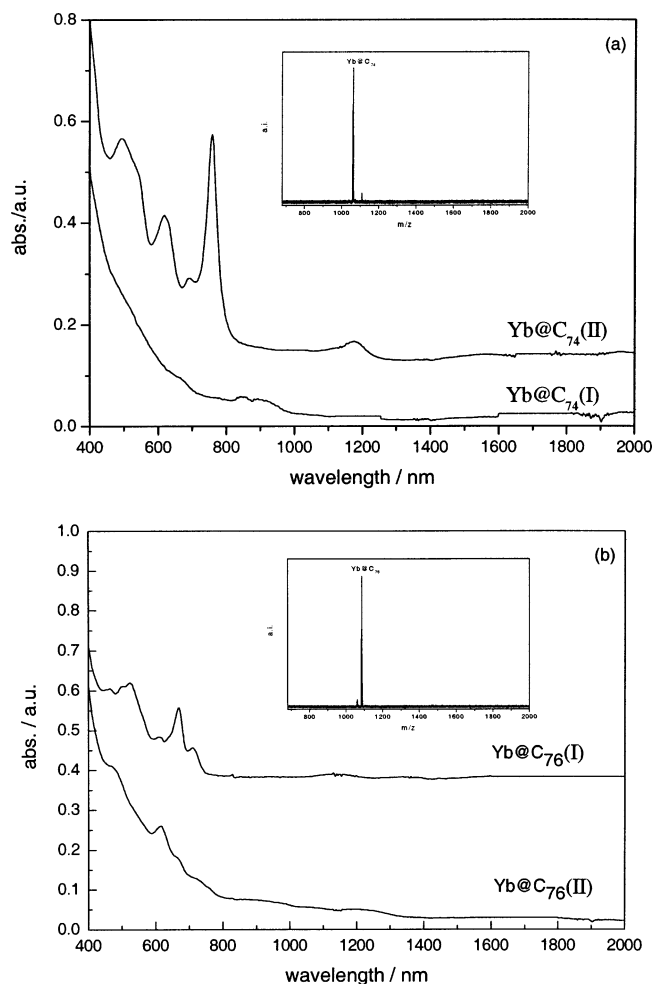 (a)
0.8
0.6
0.4
0.2
0.0
abs./a.u.
Yb@C₇₄
a.i.
800 1000 1200 1400 1600 1800 2000
m/z
Yb@C₇₄(II)
Yb@C₇₄(I)
400 600 800 1000 1200 1400 1600 1800 2000
wavelength / nm
(b)
1.0
0.9
0.8
0.7
0.6
0.5
0.4
0.3
0.2
0.1
0.0
abs. / a.u.
Yb@C₇₆
a.i.
800 1000 1200 1400 1600 1800 2000
m/z
Yb@C₇₆(I)
Yb@C₇₆(II)
400 600 800 1000 1200 1400 1600 1800 2000
wavelength / nm